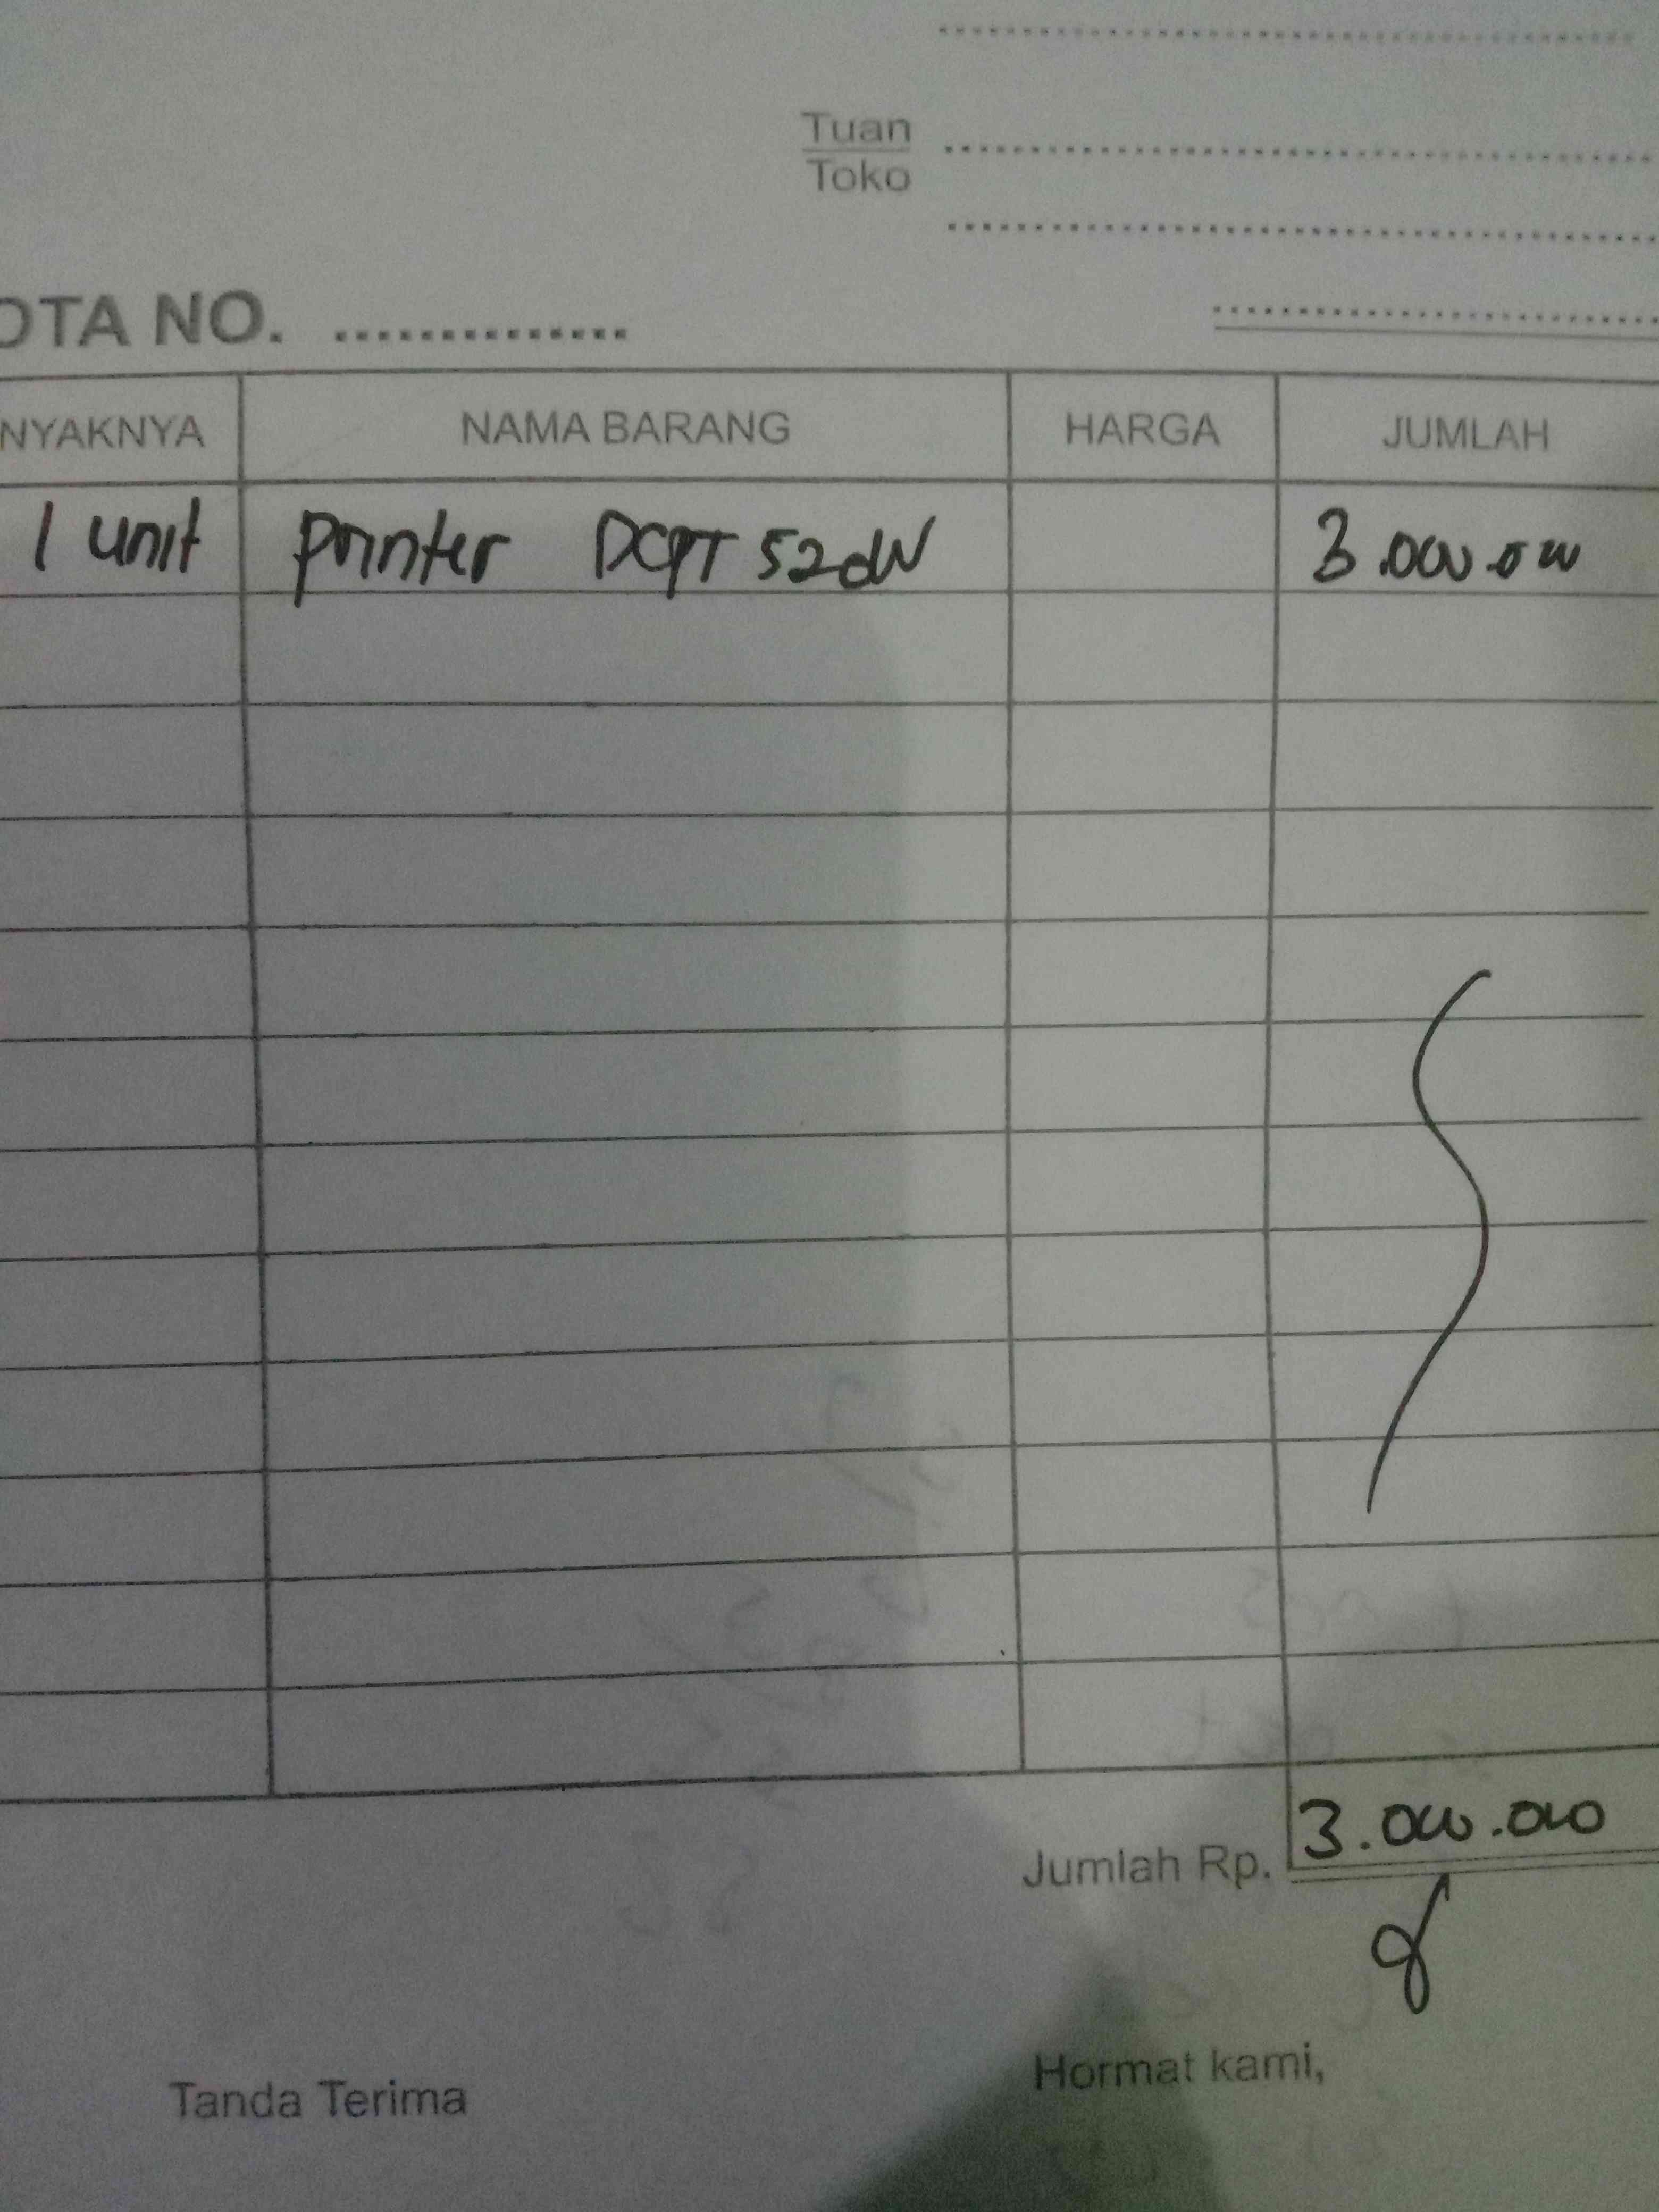 Tuan
Toko
OTA NO. ..............
NYAKNYA NAMA BARANG HARGA JUMLAH
1 unit Printer DCPT 520W 3.000.000
Jumlah Rp. 3.000.000
Tanda Terima Hormat kami,